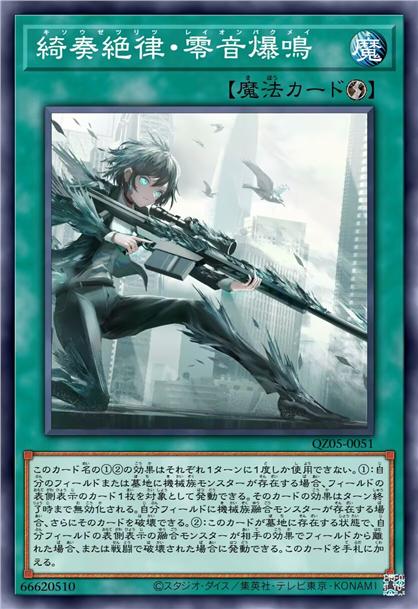 キソウゼツリツ レイオンバクメイ
綺奏絶律・零音爆鳴
魔
まほう
【魔法カード】
QZ05-0051
このカード名の①②の効果はそれぞれ1ターンに1度しか使用できない。①:自
分のフィールドまたは墓地に機械族モンスターが存在する場合、フィールドの
表側表示のカード1枚を対象として発動できる。そのカードの効果はターン終
了時まで無効化される。自分フィールドに機械族融合モンスターが存在する場
合、さらにそのカードを破壊できる。②:このカードが墓地に存在する状態で、自
分フィールドの表側表示の融合モンスターが相手の効果でフィールドから離
れた場合、または戦闘で破壊された場合に発動できる。このカードを手札に加
える。
66620510
©スタジオ・ダイス/集英社・テレビ東京・KONAMI